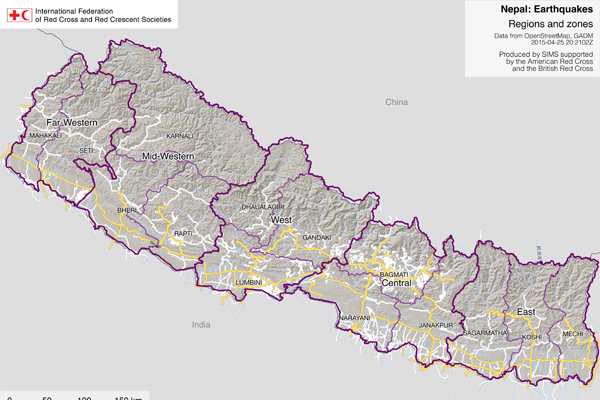 International Federation
of Red Cross and Red Crescent Societies
Nepal: Earthquakes
Regions and zones
Data from OpenStreetMap, GADM
2015-04-25 20:2102Z
Produced by SIMS supported
by the American Red Cross
and the British Red Cross
China
Far-Western
MAHAKALI
KARNALI
SETI
Mid-Western
BHERI
DHAULAGIRI
West
RAPTI
GANDAKI
LUMBINI
BAGMATI
Central
India
NARAYANI
JANAKPUR
East
SAGARMATHA
KOSHI
MECHI
0 50 100 150 km